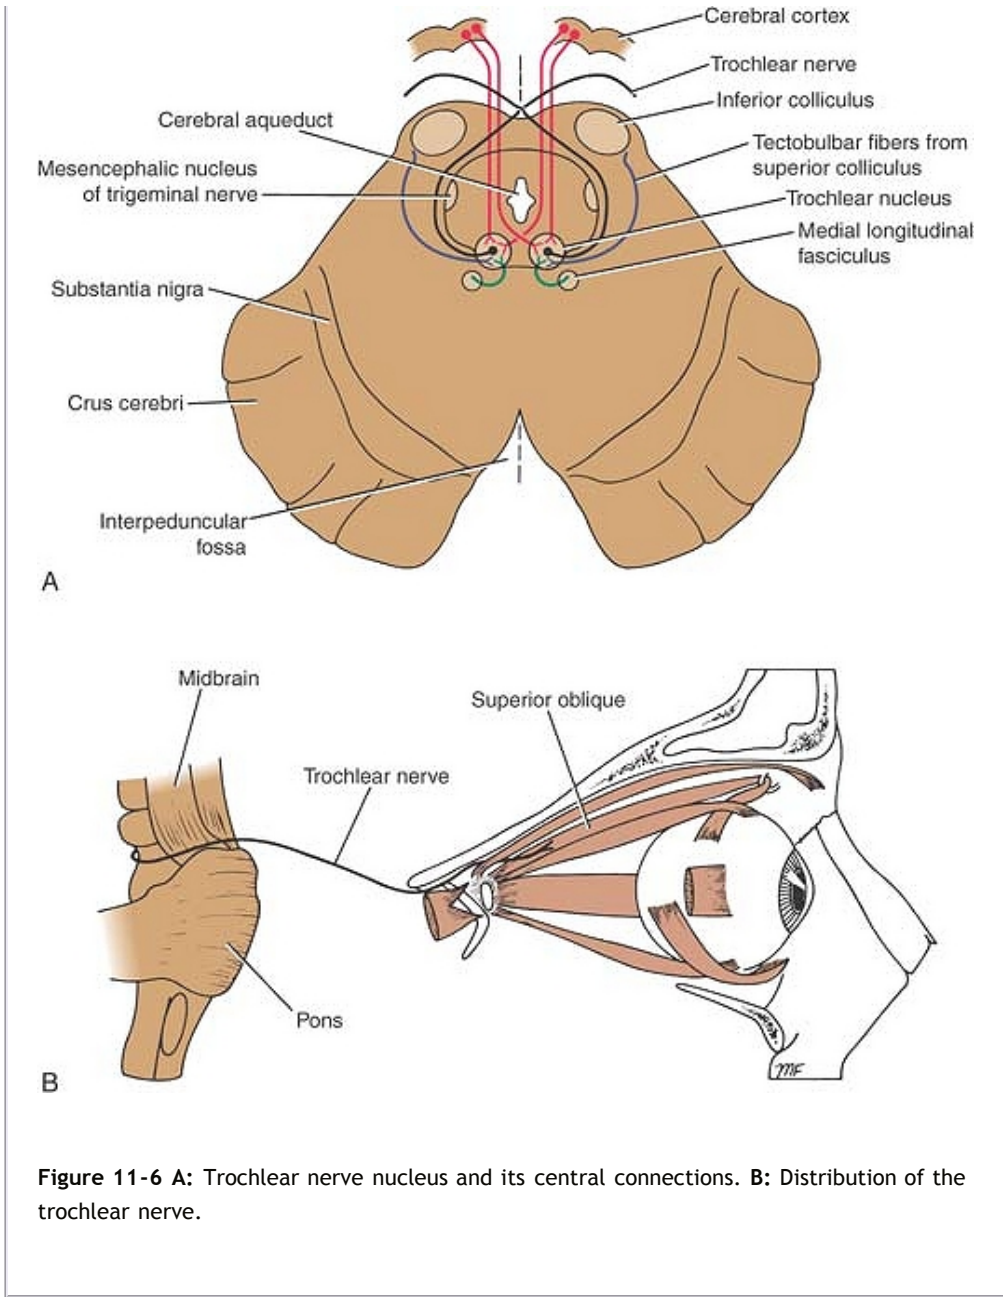 Cerebral cortex
Trochlear nerve
Inferior colliculus
Cerebral aqueduct
Tectobulbar fibers from
superior colliculus
Mesencephalic nucleus
of trigeminal nerve
Trochlear nucleus
Medial longitudinal
fasciculus
Substantia nigra
Crus cerebri
Interpeduncular
fossa
A
Midbrain
Superior oblique
Trochlear nerve
Pons
B
MF
Figure 11-6 A: Trochlear nerve nucleus and its central connections. B: Distribution of the
trochlear nerve.